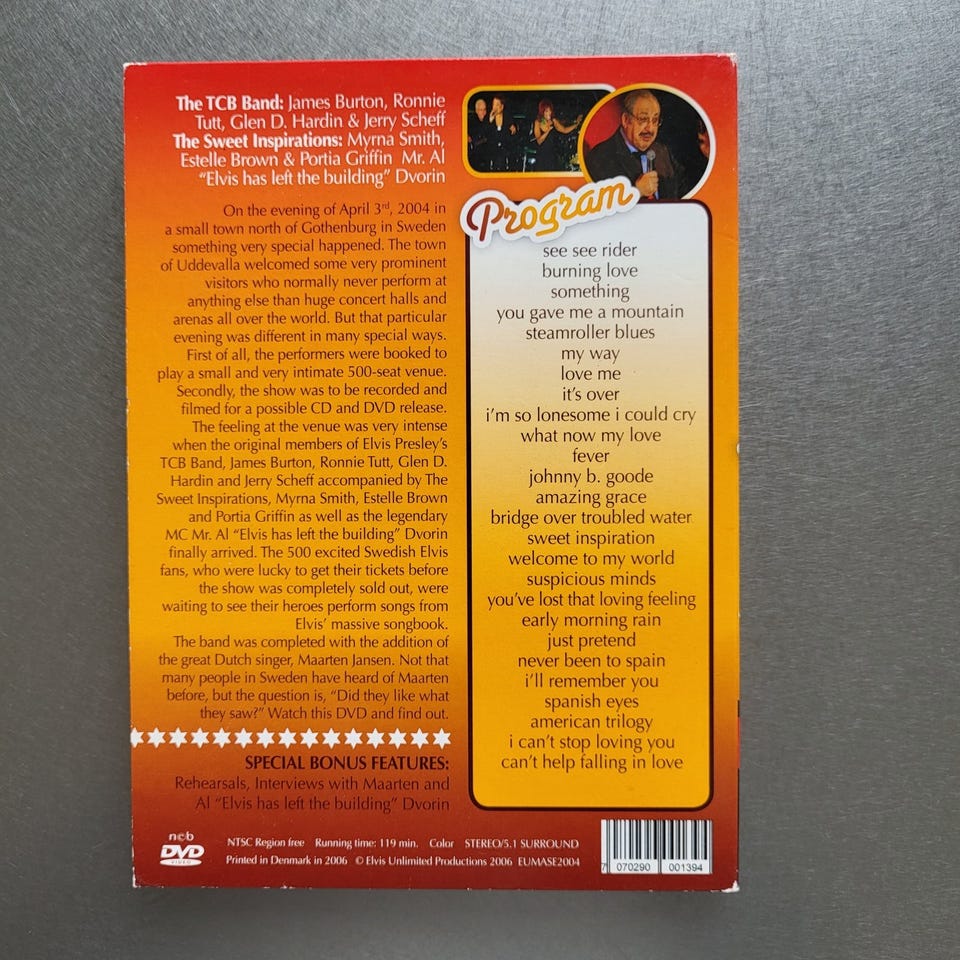 The TCB Band: James Burton, Ronnie
Tutt, Glen D. Hardin & Jerry Scheff
The Sweet Inspirations: Myrna Smith,
Estelle Brown & Portia Griffin Mr. Al
“Elvis has left the building” Dvorin
On the evening of April 3rd, 2004 in
a small town north of Gothenburg in Sweden
something very special happened. The town
of Uddevalla welcomed some very prominent
visitors who normally never perform at
anything else than huge concert halls and
arenas all over the world. But that particular
evening was different in many special ways.
First of all, the performers were booked to
play a small and very intimate 500-seat venue.
Secondly, the show was to be recorded and
filmed for a possible CD and DVD release.
The feeling at the venue was very intense
when the original members of Elvis Presley’s
TCB Band, James Burton, Ronnie Tutt, Glen D.
Hardin and Jerry Scheff accompanied by The
Sweet Inspirations, Myrna Smith, Estelle Brown
and Portia Griffin as well as the legendary
MC Mr. Al “Elvis has left the building” Dvorin
finally arrived. The 500 excited Swedish Elvis
fans, who were lucky to get their tickets before
the show was completely sold out, were
waiting to see their heroes perform songs from
Elvis’ massive songbook.
The band was completed with the addition of
the great Dutch singer, Maarten Jansen. Not that
many people in Sweden have heard of Maarten
before, but the question is, “Did they like what
they saw?” Watch this DVD and find out.
SPECIAL BONUS FEATURES:
Rehearsals, Interviews with Maarten and
Al “Elvis has left the building” Dvorin
Program
see see rider
burning love
something
you gave me a mountain
steamroller blues
my way
love me
it’s over
i’m so lonesome i could cry
what now my love
fever
johnny b. goode
amazing grace
bridge over troubled water
sweet inspiration
welcome to my world
suspicious minds
you’ve lost that loving feeling
early morning rain
just pretend
never been to spain
i’ll remember you
spanish eyes
american trilogy
i can’t stop loving you
can’t help falling in love
ncb
DVD
VIDEO
NTSC Region free Running time: 119 min. Color STEREO/5.1 SURROUND
Printed in Denmark in 2006 © Elvis Unlimited Productions 2006 EUMASE2004
7 070290 001394